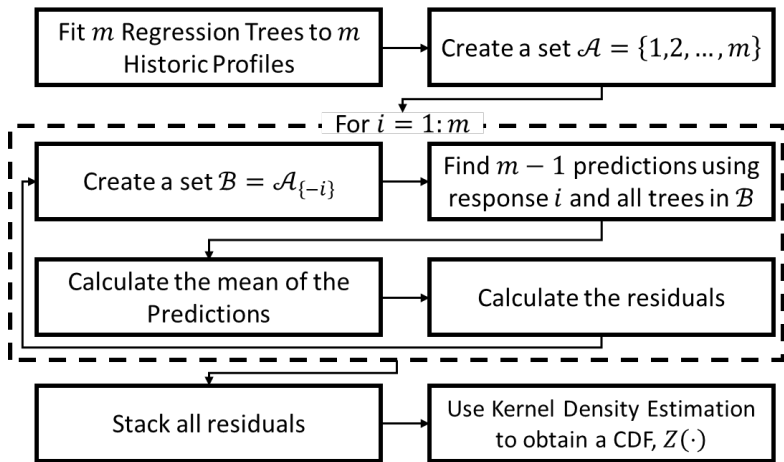 Fit m Regression Trees to m
Historic Profiles
Create a set 𝒜 = {1,2, … , m}
For i = 1: m
Create a set ℬ = 𝒜_{−i}
Find m − 1 predictions using
response i and all trees in ℬ
Calculate the mean of the
Predictions
Calculate the residuals
Stack all residuals
Use Kernel Density Estimation
to obtain a CDF, Z(·)